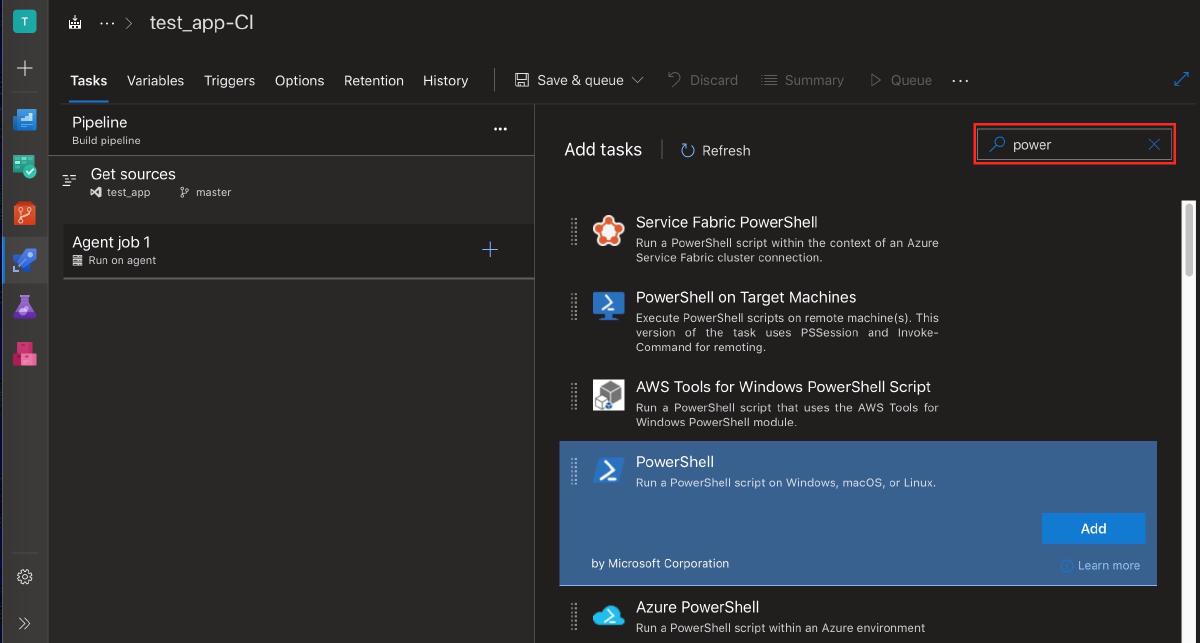 T
... > test_app-CI
Tasks Variables Triggers Options Retention History Save & queue Discard Summary Queue ...
Pipeline
Build pipeline
...
Get sources
test_app master
Agent job 1
Run on agent
Add tasks Refresh
power
Service Fabric PowerShell
Run a PowerShell script within the context of an Azure
Service Fabric cluster connection.
PowerShell on Target Machines
Execute PowerShell scripts on remote machine(s). This
version of the task uses PSSession and Invoke-
Command for remoting.
AWS Tools for Windows PowerShell Script
Run a PowerShell script that uses the AWS Tools for
Windows PowerShell module.
PowerShell
Run a PowerShell script on Windows, macOS, or Linux.
Add
by Microsoft Corporation
Learn more
Azure PowerShell
Run a PowerShell script within an Azure environment